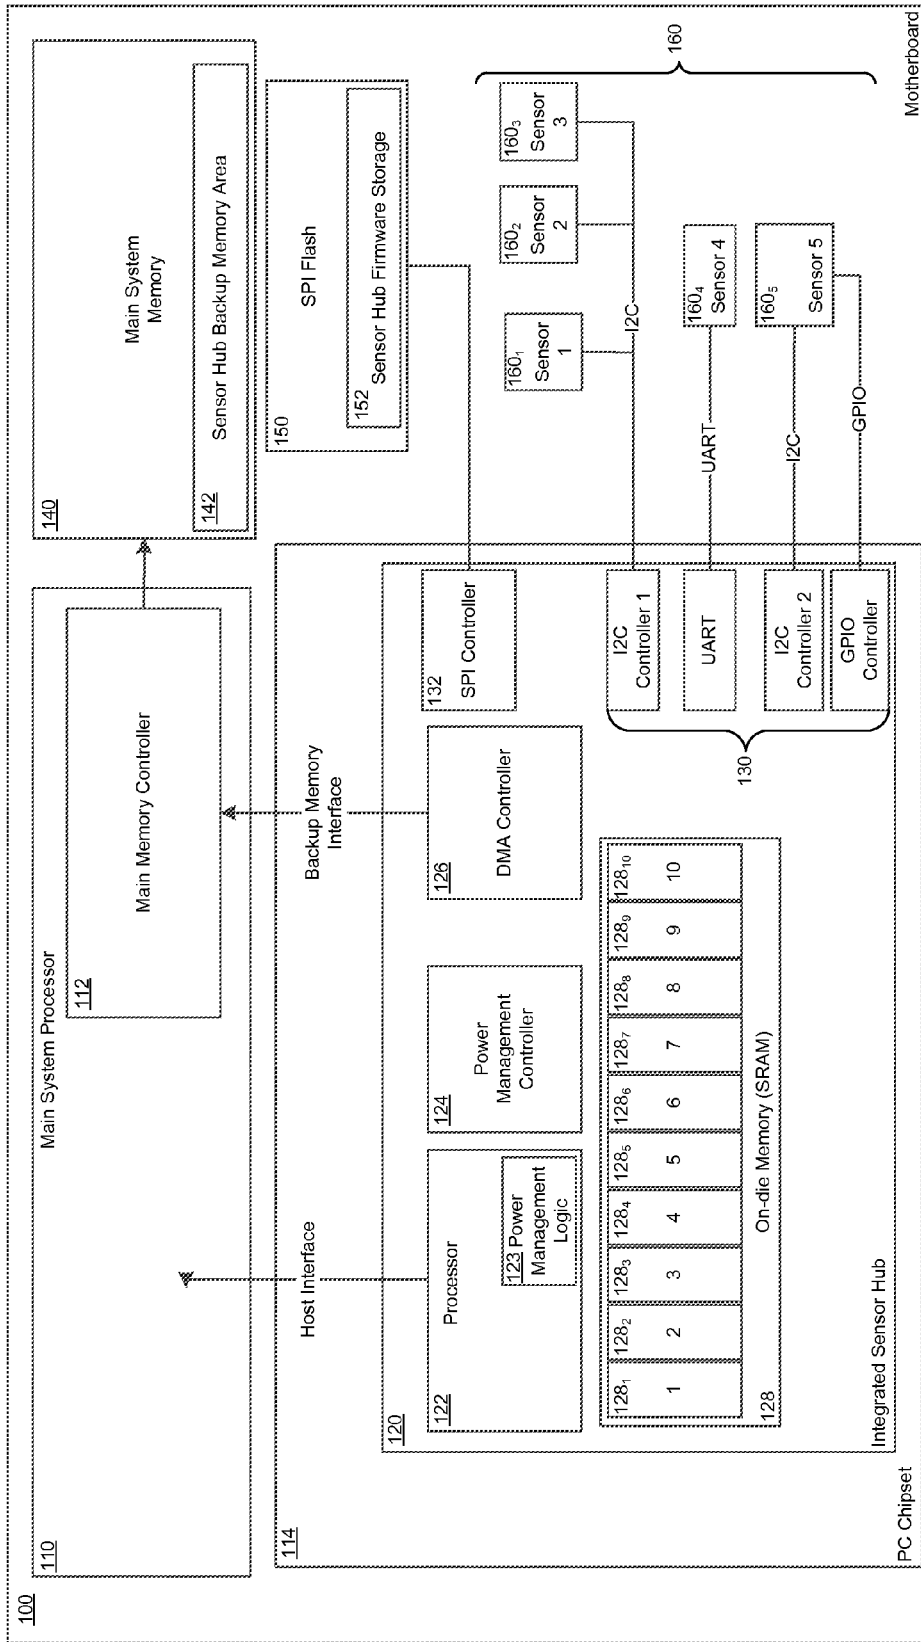 100
110
Main System Processor
112
Main Memory Controller
140
Main System
Memory
142
Sensor Hub Backup Memory Area
150
SPI Flash
152
Sensor Hub Firmware Storage
Host Interface
Backup Memory
Interface
114
120
122
Processor
123 Power
Management
Logic
124
Power
Management
Controller
126
DMA Controller
132
SPI Controller
128₁
1
128₂
2
128₃
3
128₄
4
128₅
5
128₆
6
128₇
7
128₈
8
128₉
9
128₁₀
10
128
On-die Memory (SRAM)
130
I2C
Controller 1
UART
I2C
Controller 2
GPIO
Controller
Integrated Sensor Hub
PC Chipset
I2C
UART
I2C
GPIO
160₁
Sensor
1
160₂
Sensor
2
160₃
Sensor
3
160₄
Sensor 4
160₅
Sensor 5
160
Motherboard